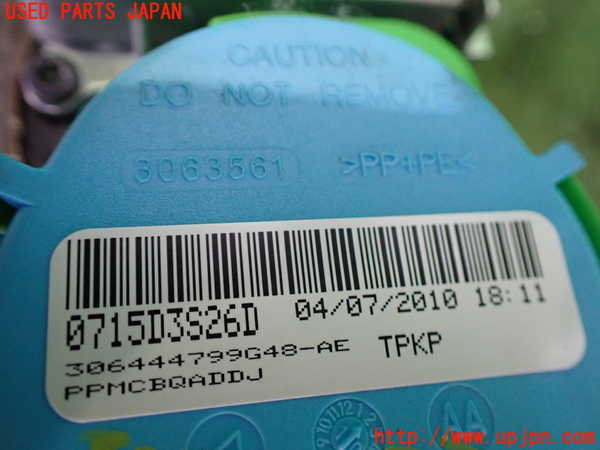 USED PARTS JAPAN
CAUTION
DO NOT REMOVE
3063561 >PP+PE<
0715D3S26D 04/07/2010 18:11
306444799G48-AE TPKP
PPMCBQADDJ
AA
http://www.upjpn.com